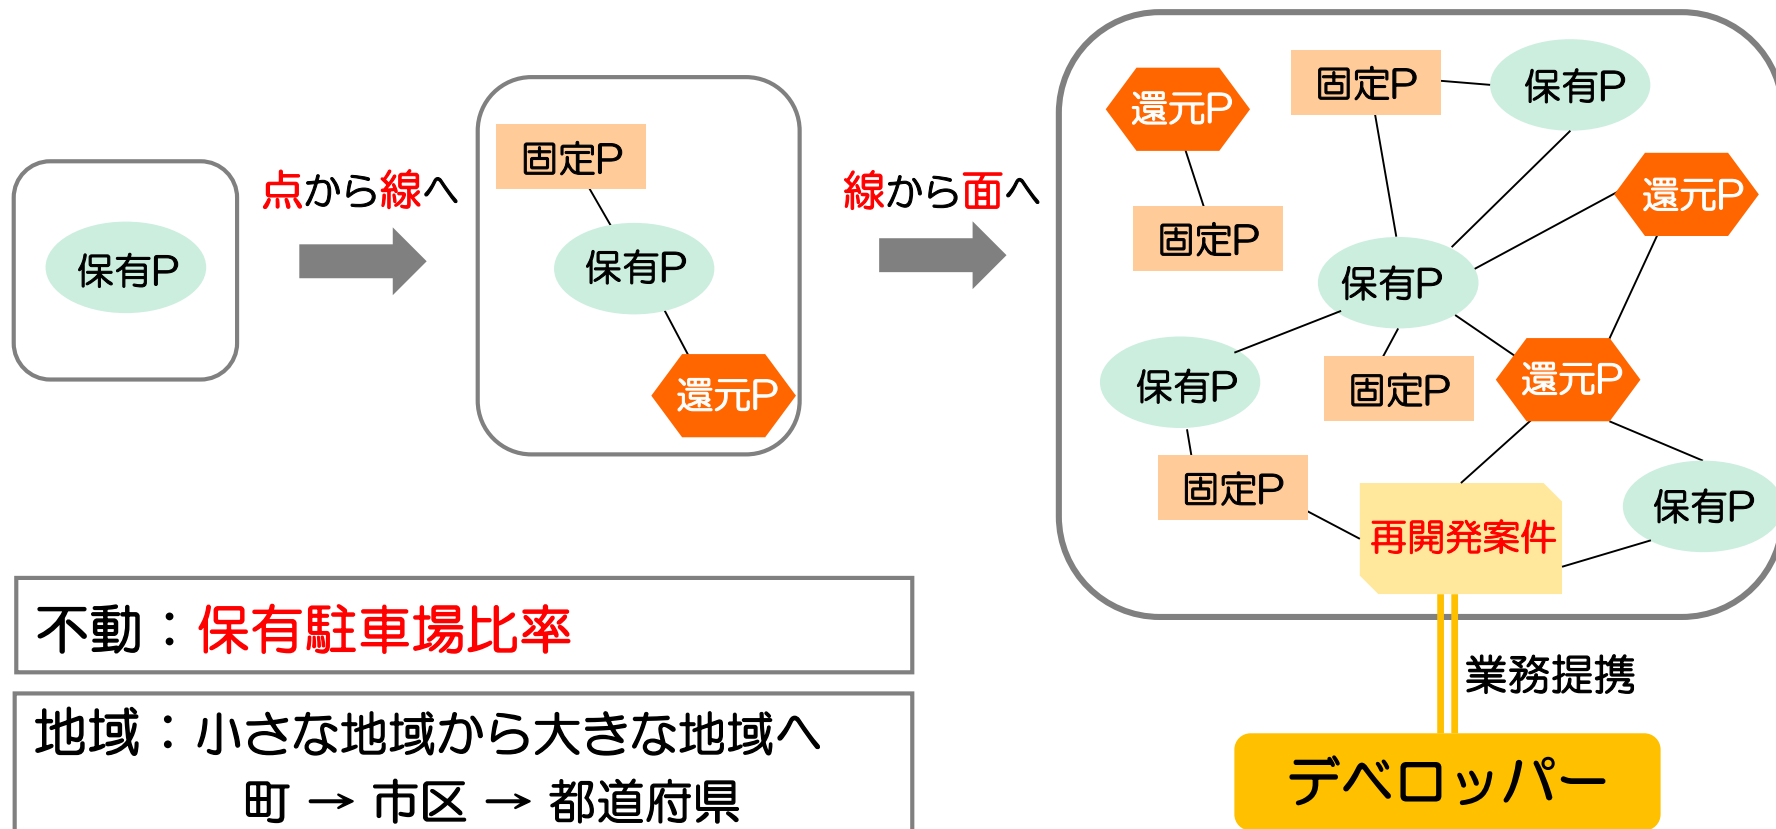 保有P
点から線へ
固定P
保有P
還元P
線から面へ
還元P
固定P
固定P
保有P
還元P
保有P
保有P
固定P
還元P
固定P
再開発案件
保有P
業務提携
デベロッパー
不動：保有駐車場比率
地域：小さな地域から大きな地域へ
町 → 市区 → 都道府県